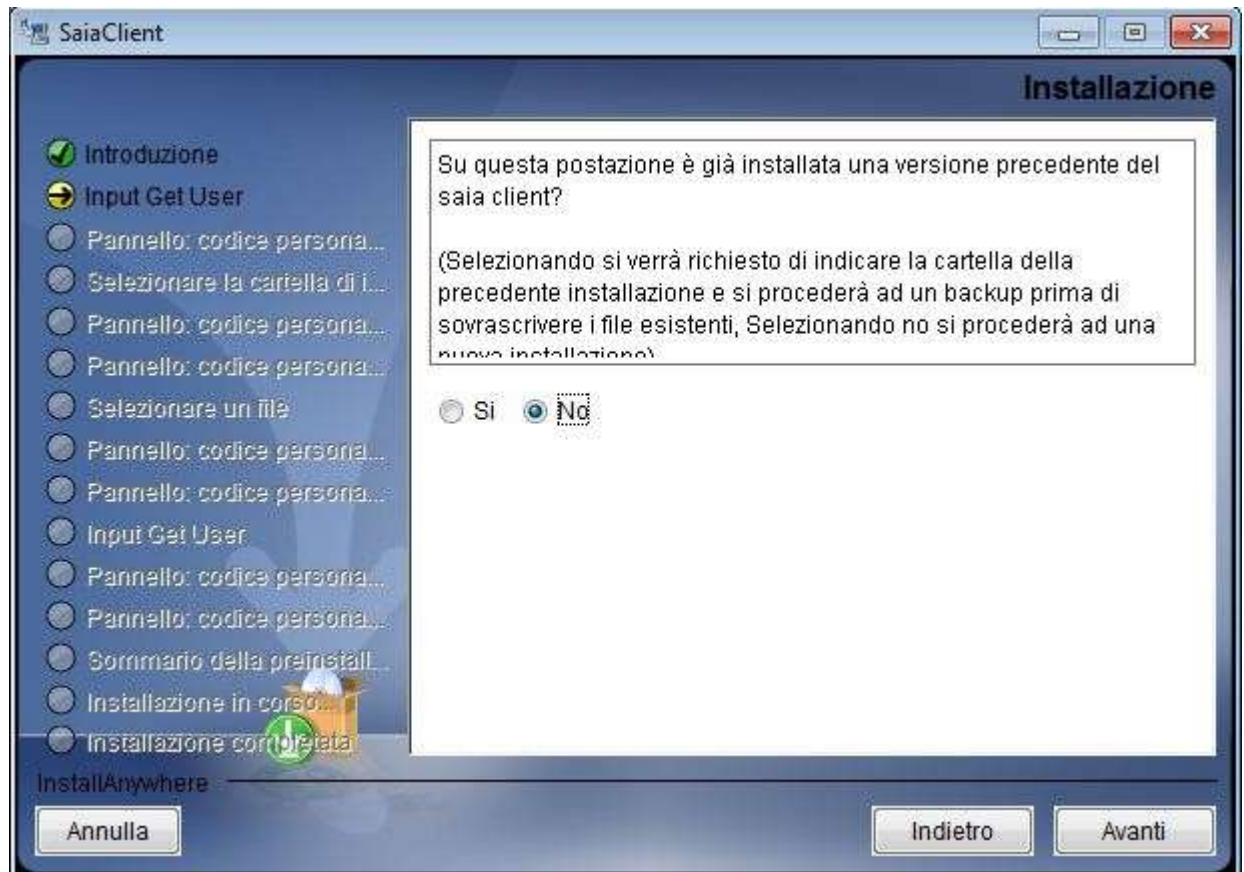 SaiaClient
Installazione
Introduzione
Input Get User
Pannello: codice persona...
Selezionare la cartella di i...
Pannello: codice persona...
Pannello: codice persona...
Selezionare un file
Pannello: codice persona...
Pannello: codice persona...
Input Get User
Pannello: codice persona...
Pannello: codice persona...
Sommario della preinstall...
Installazione in corso...
Installazione completata
Su questa postazione è già installata una versione precedente del
saia client?
(Selezionando si verrà richiesto di indicare la cartella della
precedente installazione e si procederà ad un backup prima di
sovrascrivere i file esistenti, Selezionando no si procederà ad una
nuova installazione)
Si No
InstallAnywhere
Annulla
Indietro
Avanti